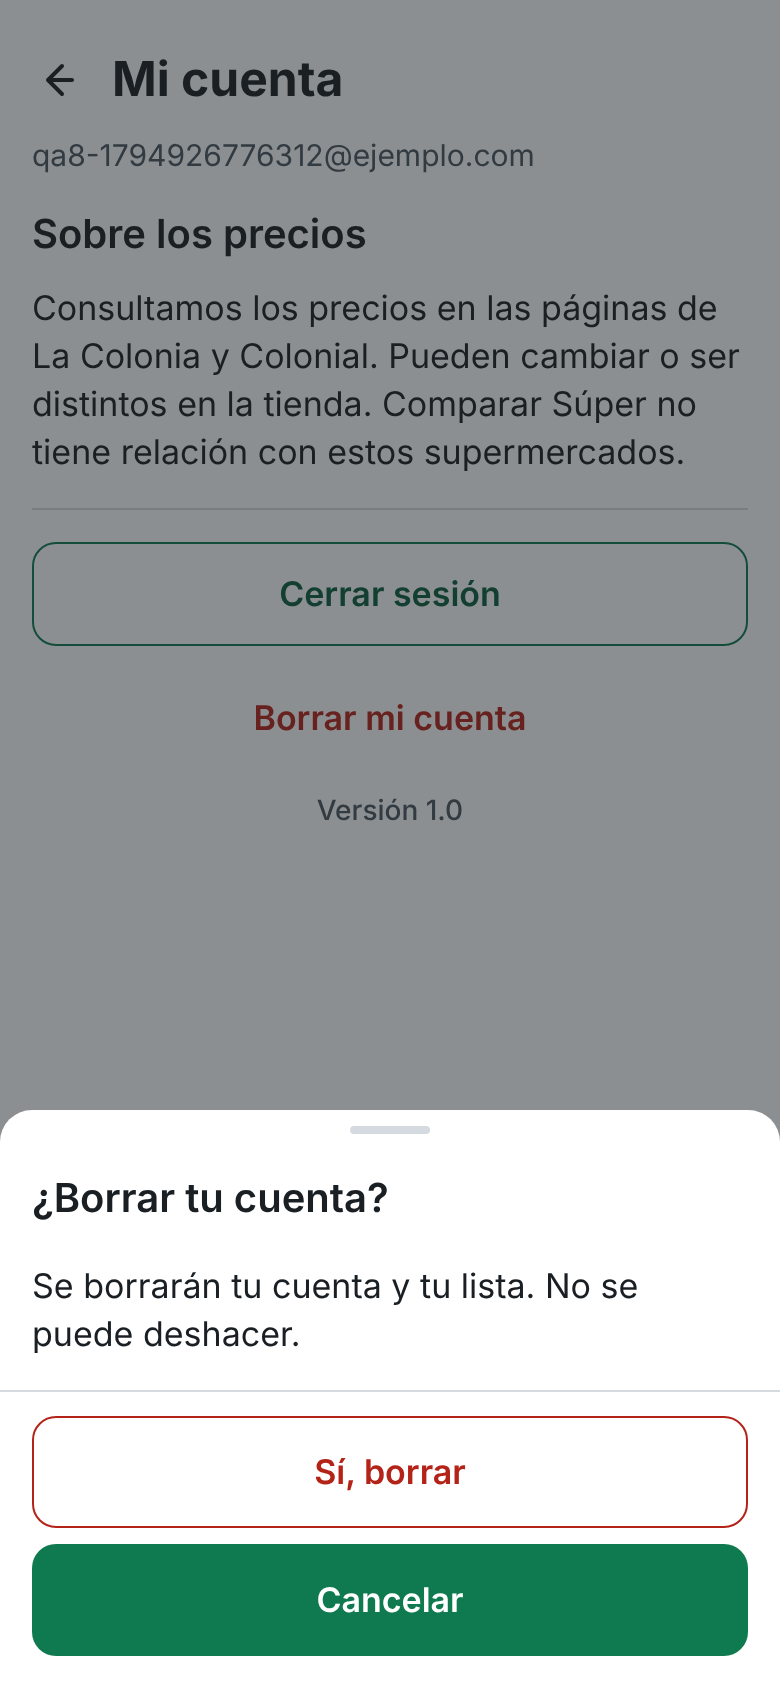 Mi cuenta
qa8-1794926776312@ejemplo.com
Sobre los precios
Consultamos los precios en las páginas de
La Colonia y Colonial. Pueden cambiar o ser
distintos en la tienda. Comparar Súper no
tiene relación con estos supermercados.
Cerrar sesión
Borrar mi cuenta
Versión 1.0
¿Borrar tu cuenta?
Se borrarán tu cuenta y tu lista. No se
puede deshacer.
Sí, borrar
Cancelar